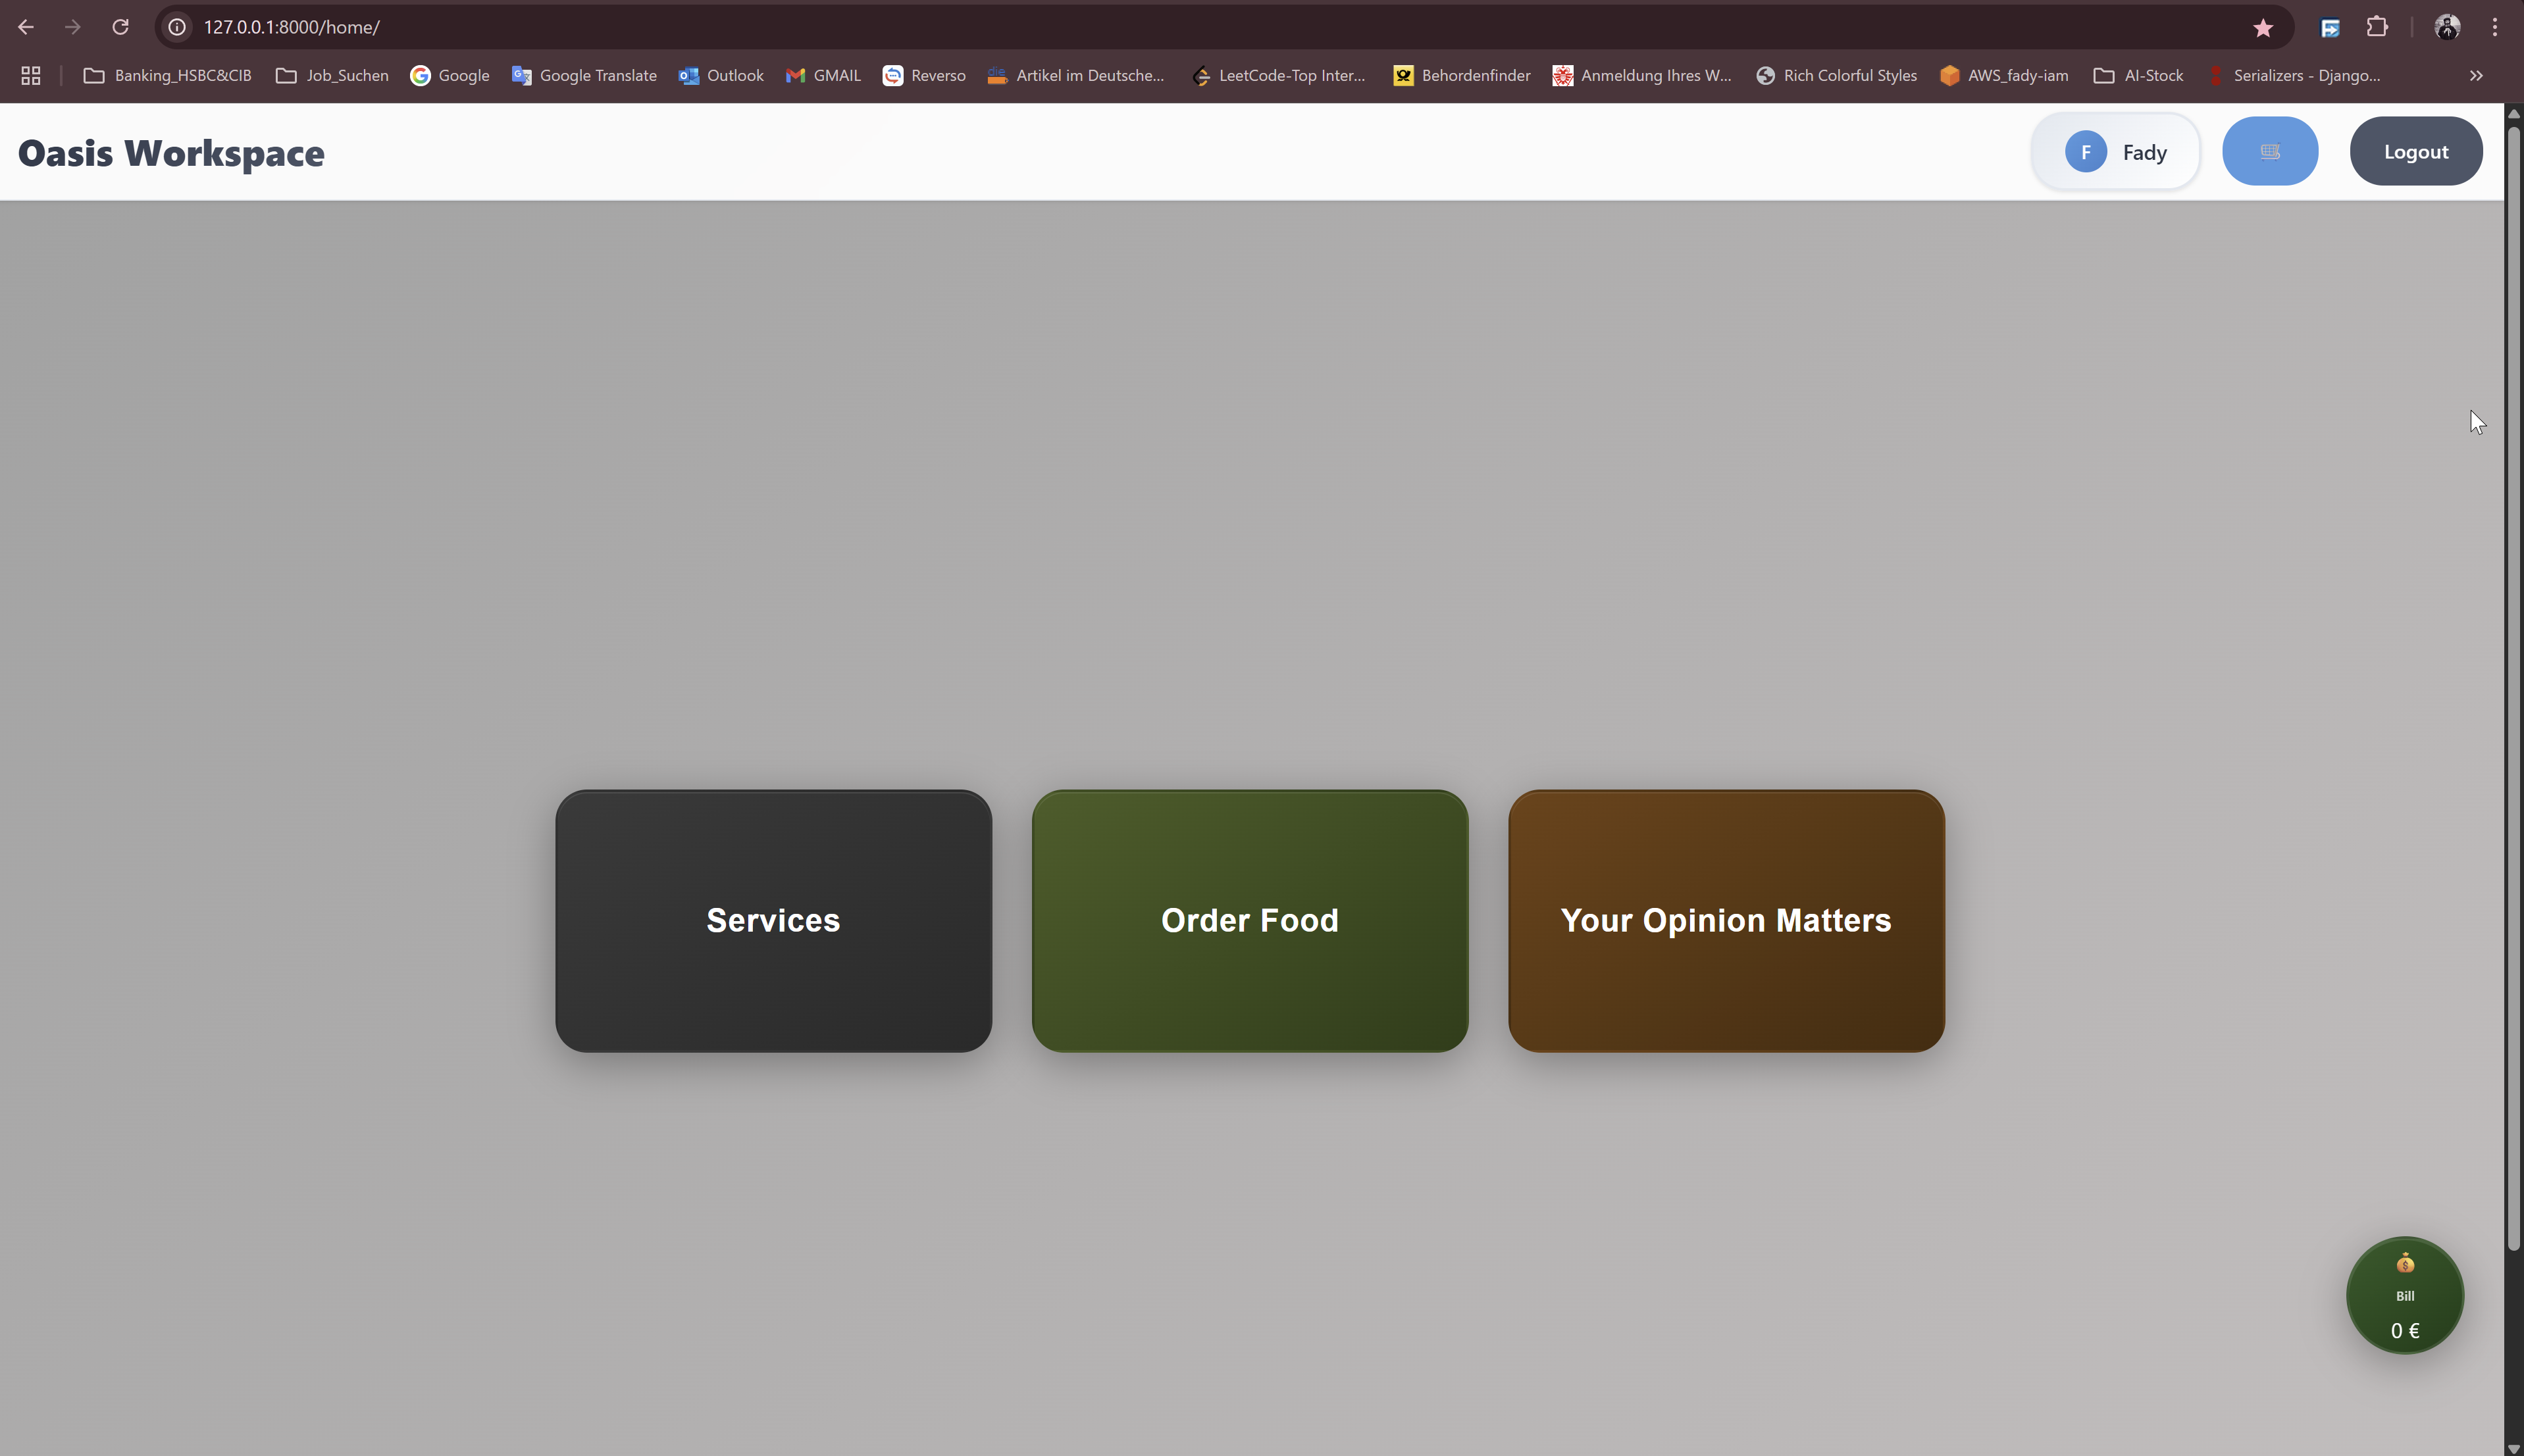 127.0.0.1:8000/home/
Banking_HSBC&CIB Job_Suchen Google Google Translate Outlook GMAIL Reverso Artikel im Deutsche... LeetCode-Top Inter... Behordenfinder Anmeldung Ihres W... Rich Colorful Styles AWS_fady-iam AI-Stock Serializers - Django...
Oasis Workspace
F Fady
Logout
Services
Order Food
Your Opinion Matters
Bill
0 €